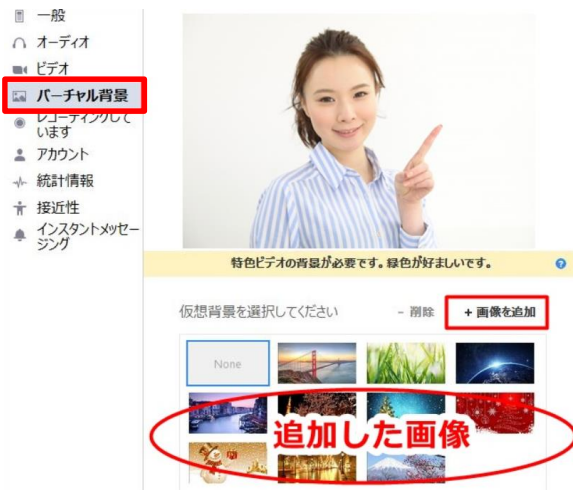 一般
オーディオ
ビデオ
バーチャル背景
レコーディングして
います
アカウント
統計情報
接近性
インスタントメッセー
ジング
特色ビデオの背景が必要です。緑色が好ましいです。
仮想背景を選択してください - 削除 + 画像を追加
None
追加した画像